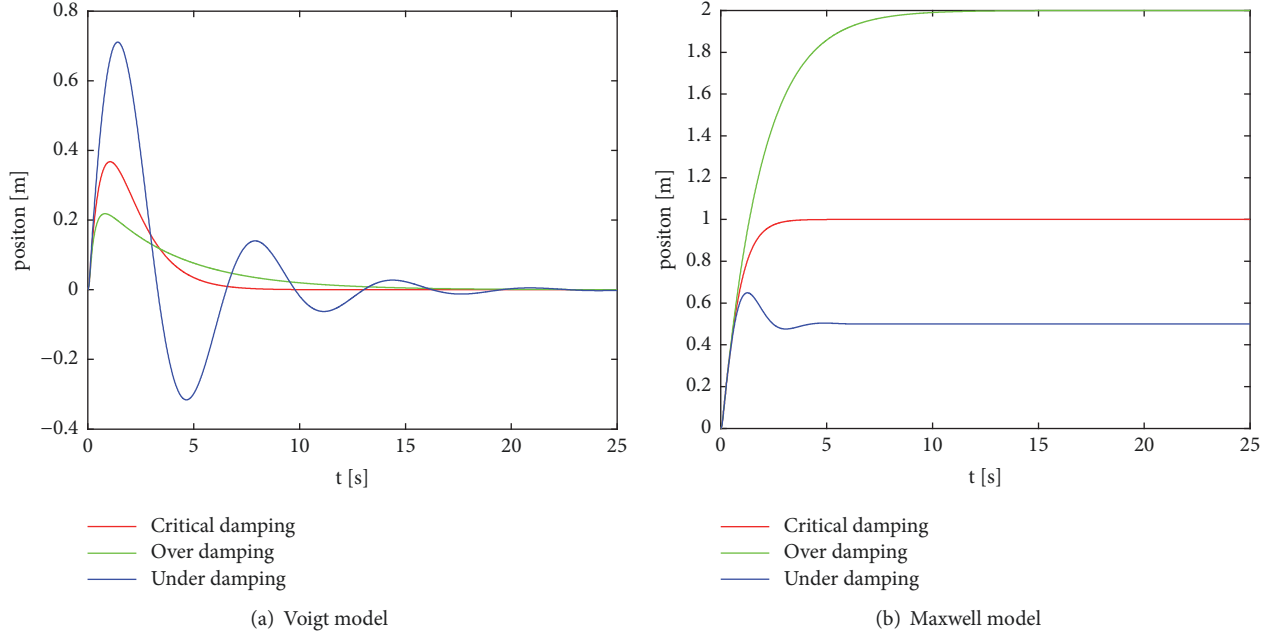 0.8
0.6
0.4
0.2
0
−0.2
−0.4
positon [m]
0 5 10 15 20 25
t [s]
Critical damping
Over damping
Under damping
(a) Voigt model
2
1.8
1.6
1.4
1.2
1
0.8
0.6
0.4
0.2
0
positon [m]
0 5 10 15 20 25
t [s]
Critical damping
Over damping
Under damping
(b) Maxwell model